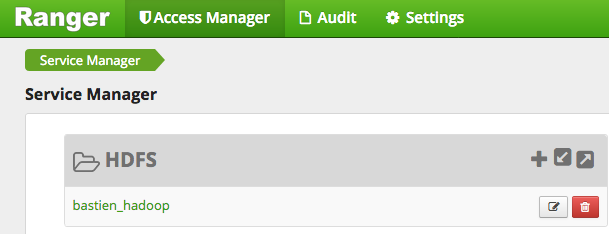 Ranger Access Manager Audit Settings
Service Manager
Service Manager
HDFS
bastien_hadoop